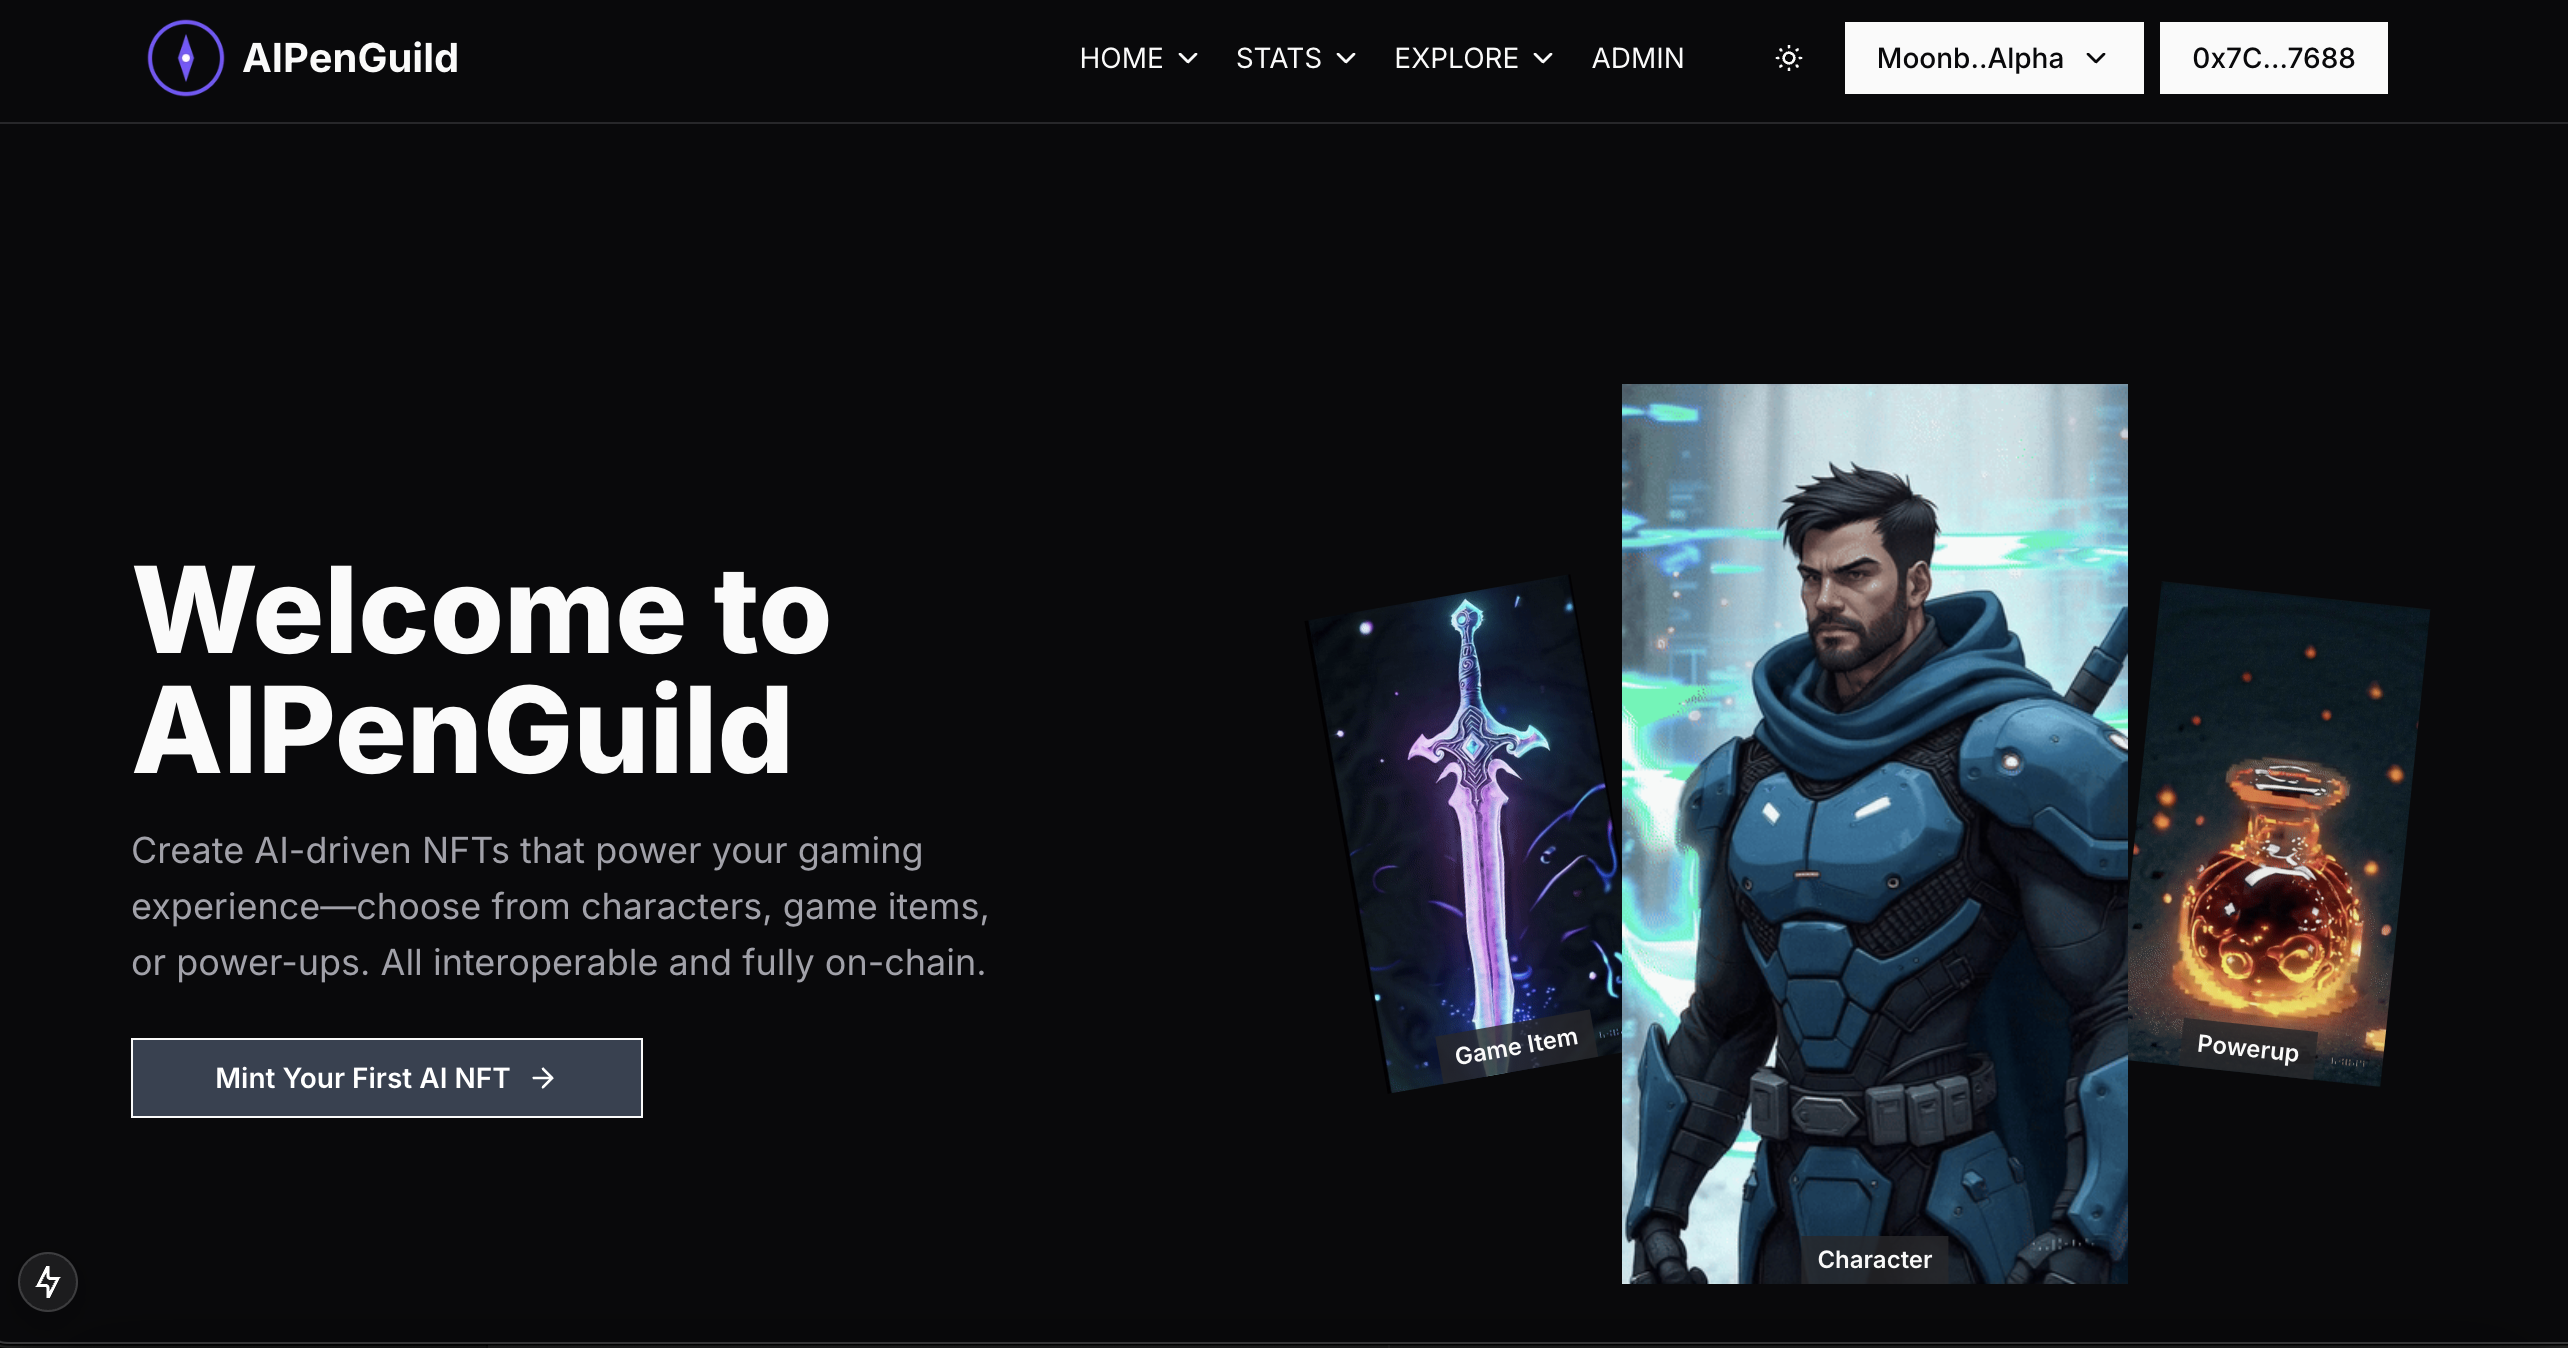 AIPenGuild
HOME
STATS
EXPLORE
ADMIN
Moonb..Alpha
0x7C...7688
Welcome to
AIPenGuild
Create AI-driven NFTs that power your gaming
experience—choose from characters, game items,
or power-ups. All interoperable and fully on-chain.
Mint Your First AI NFT
Game Item
Character
Powerup